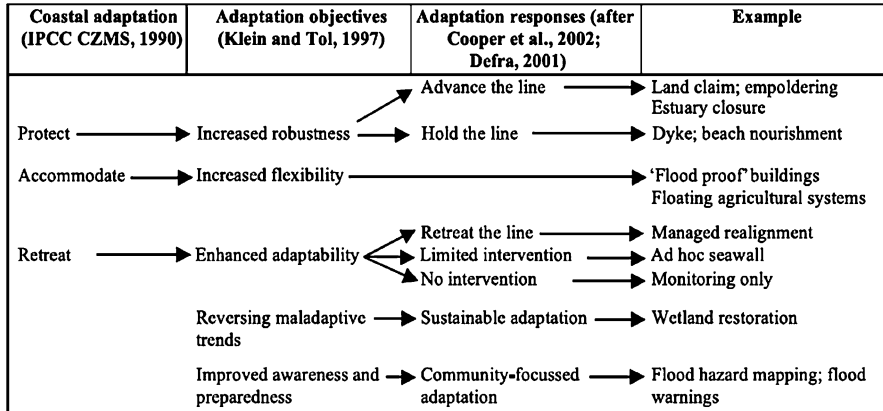 Coastal adaptation (IPCC CZMS, 1990)
Adaptation objectives (Klein and Tol, 1997)
Adaptation responses (after Cooper et al., 2002; Defra, 2001)
Example
Advance the line
Land claim; empoldering
Estuary closure
Protect
Increased robustness
Hold the line
Dyke; beach nourishment
Accommodate
Increased flexibility
'Flood proof' buildings
Floating agricultural systems
Retreat the line
Managed realignment
Retreat
Enhanced adaptability
Limited intervention
Ad hoc seawall
No intervention
Monitoring only
Reversing maladaptive
trends
Sustainable adaptation
Wetland restoration
Improved awareness and
preparedness
Community-focussed
adaptation
Flood hazard mapping; flood
warnings